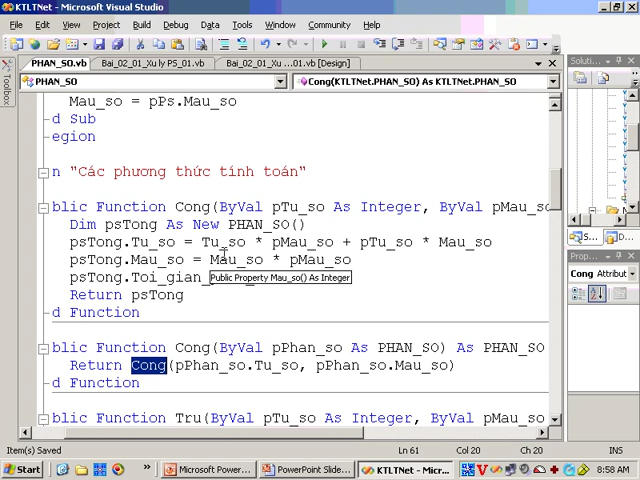 KTLTNet - Microsoft Visual Studio
File Edit View Project Build Debug Data Tools Window Community
Help
PHAN_SO.vb Bai_02_01_Xu ly PS_01.vb Bai_02_01_Xu ...01.vb [Design]
PHAN_SO Cong(KTLTNet.PHAN_SO) As KTLTNet.PHAN_SO
Toolbox
Mau_so = pPs.Mau_so
d Sub
egion
n "Các phương thức tính toán"
blic Function Cong(ByVal pTu_so As Integer, ByVal pMau_so
Dim psTong As New PHAN_SO()
psTong.Tu_so = Tu_so * pMau_so + pTu_so * Mau_so
psTong.Mau_so = Mau_so * pMau_so
psTong.Toi_gian_
Public Property Mau_so() As Integer
Return psTong
d Function
blic Function Cong(ByVal pPhan_so As PHAN_SO) As PHAN_SO
Return Cong(pPhan_so.Tu_so, pPhan_so.Mau_so)
d Function
blic Function Tru(ByVal pTu_so As Integer, ByVal pMau_so
Solu...
S... D...
Prop...
Cong Attribut
Item(s) Saved Ln 61 Col 20 Ch 20 INS
Start Microsoft Power... PowerPoint Slide... KTLTNet - Micr... 8:58 AM